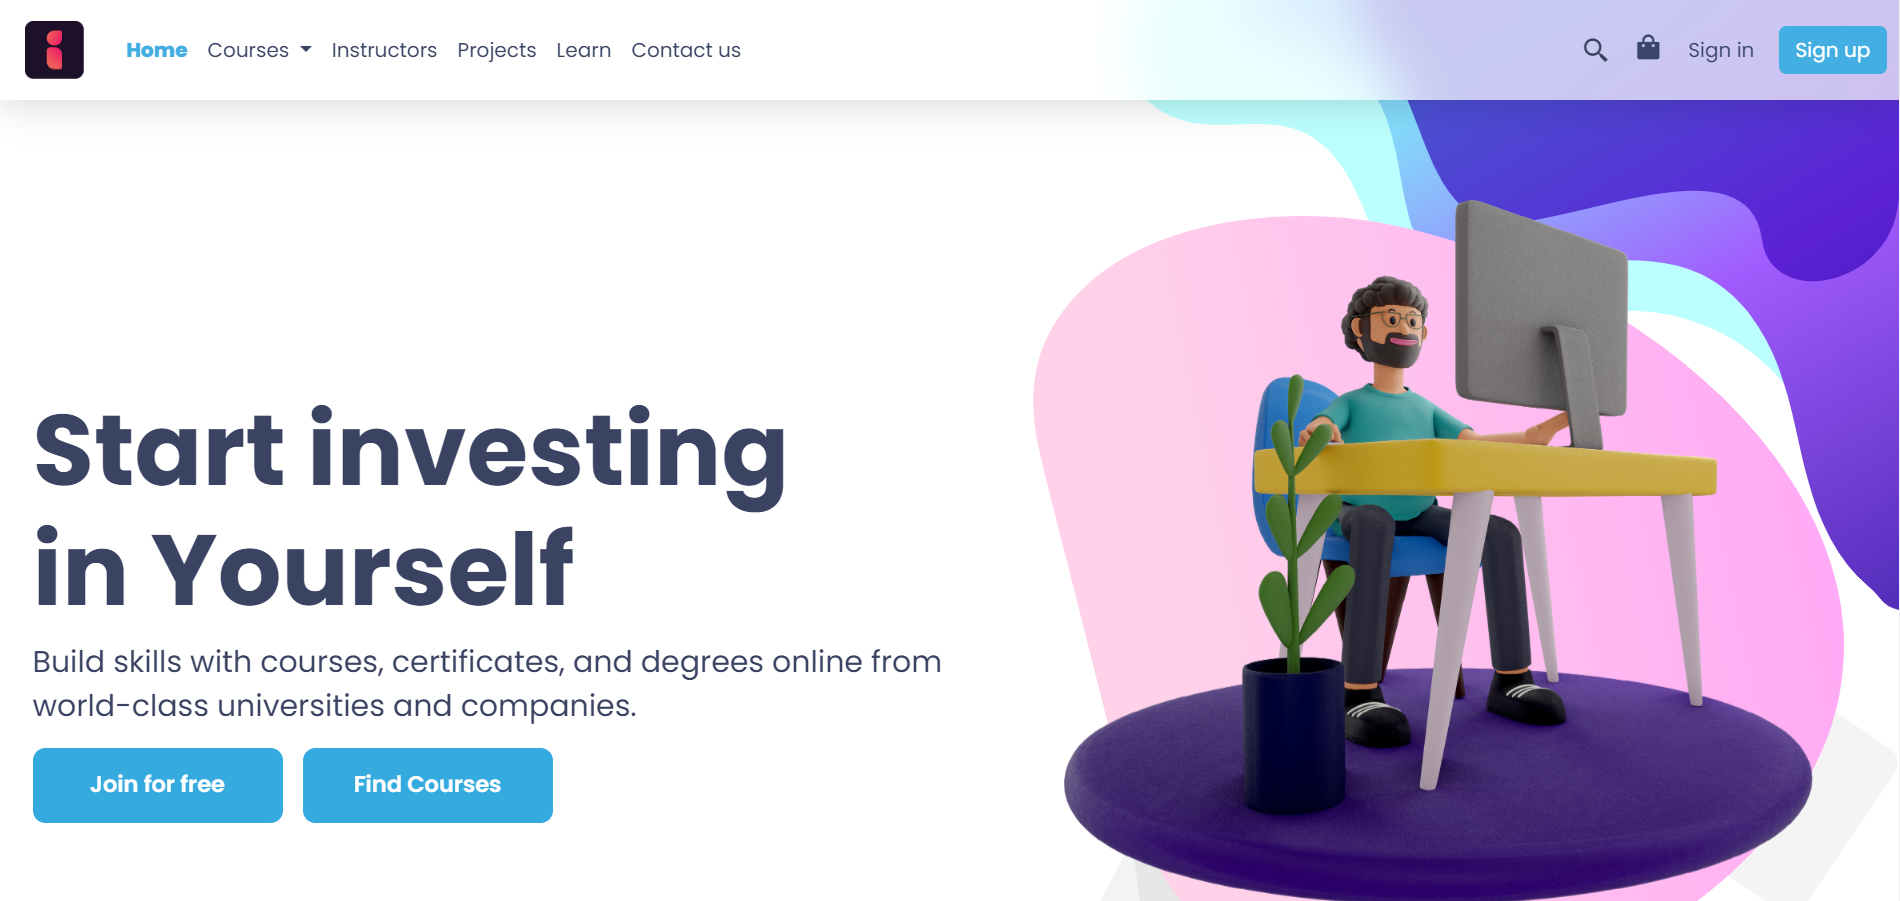 Home Courses Instructors Projects Learn Contact us Sign in Sign up
Start investing
in Yourself
Build skills with courses, certificates, and degrees online from
world-class universities and companies.
Join for free Find Courses